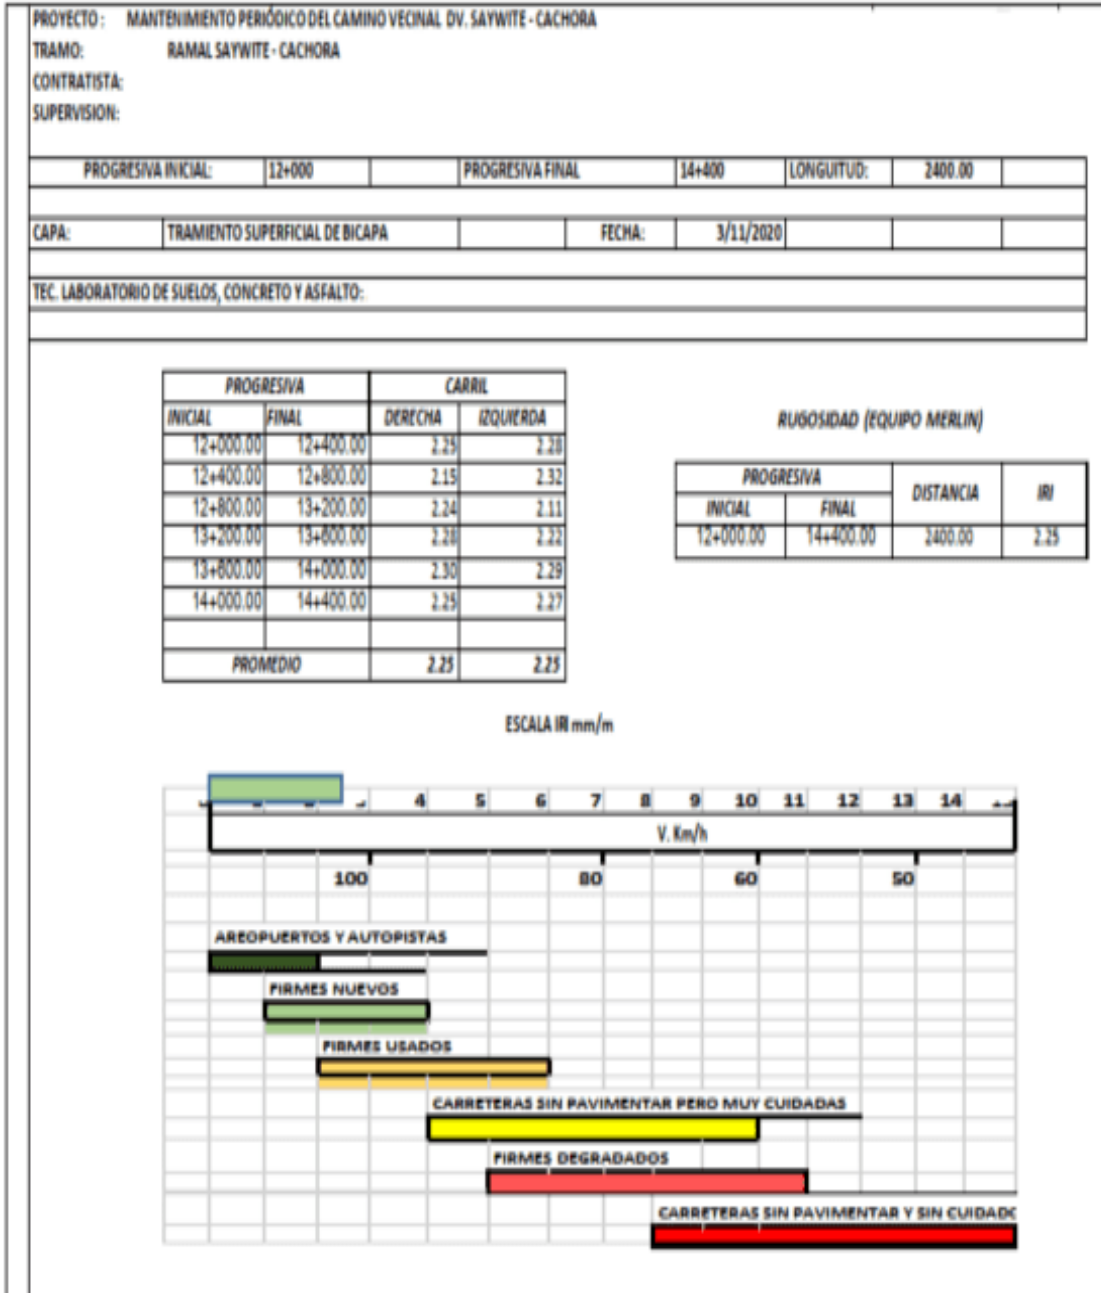 PROYECTO: MANTENIMIENTO PERIÓDICO DEL CAMINO VECINAL DV. SAYWITE - CACHORA
TRAMO: RAMAL SAYWITE - CACHORA
CONTRATISTA:
SUPERVISION:
PROGRESIVA INICIAL: 12+000 PROGRESIVA FINAL 14+400 LONGUITUD: 2400.00
CAPA: TRAMIENTO SUPERFICIAL DE BICAPA FECHA: 3/11/2020
TEC. LABORATORIO DE SUELOS, CONCRETO Y ASFALTO:
PROGRESIVA CARRIL
INICIAL FINAL DERECHA IZQUIERDA
12+000.00 12+400.00 2.25 2.28
12+400.00 12+800.00 2.15 2.32
12+800.00 13+200.00 2.24 2.11
13+200.00 13+600.00 2.28 2.22
13+600.00 14+000.00 2.30 2.29
14+000.00 14+400.00 2.25 2.27
PROMEDIO 2.25 2.25
RUGOSIDAD (EQUIPO MERLIN)
PROGRESIVA DISTANCIA IRI
INICIAL FINAL
12+000.00 14+400.00 2400.00 2.25
ESCALA IRI mm/m
4 5 6 7 8 9 10 11 12 13 14
V. Km/h
100 80 60 50
AREOPUERTOS Y AUTOPISTAS
FIRMES NUEVOS
FIRMES USADOS
CARRETERAS SIN PAVIMENTAR PERO MUY CUIDADAS
FIRMES DEGRADADOS
CARRETERAS SIN PAVIMENTAR Y SIN CUIDADO